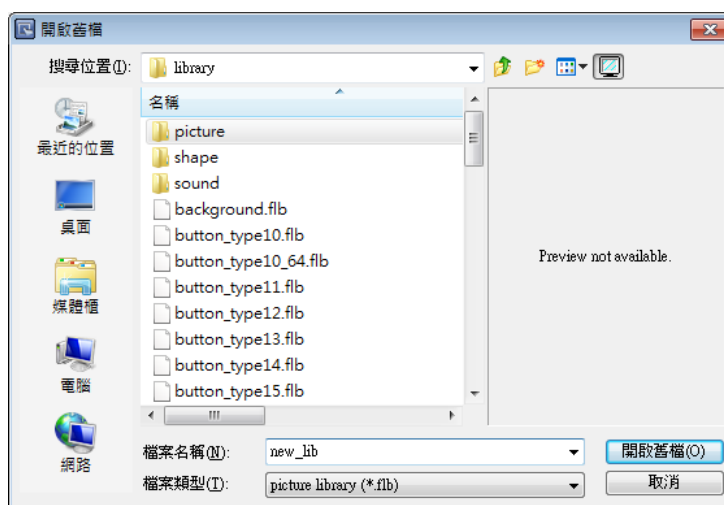 開啟舊檔
搜尋位置(I):
library
最近的位置
桌面
媒體櫃
電腦
網路
名稱
picture
shape
sound
background.flb
button_type10.flb
button_type10_64.flb
button_type11.flb
button_type12.flb
button_type13.flb
button_type14.flb
button_type15.flb
Preview not available.
檔案名稱(N):
new_lib
開啟舊檔(O)
檔案類型(T):
picture library (*.flb)
取消